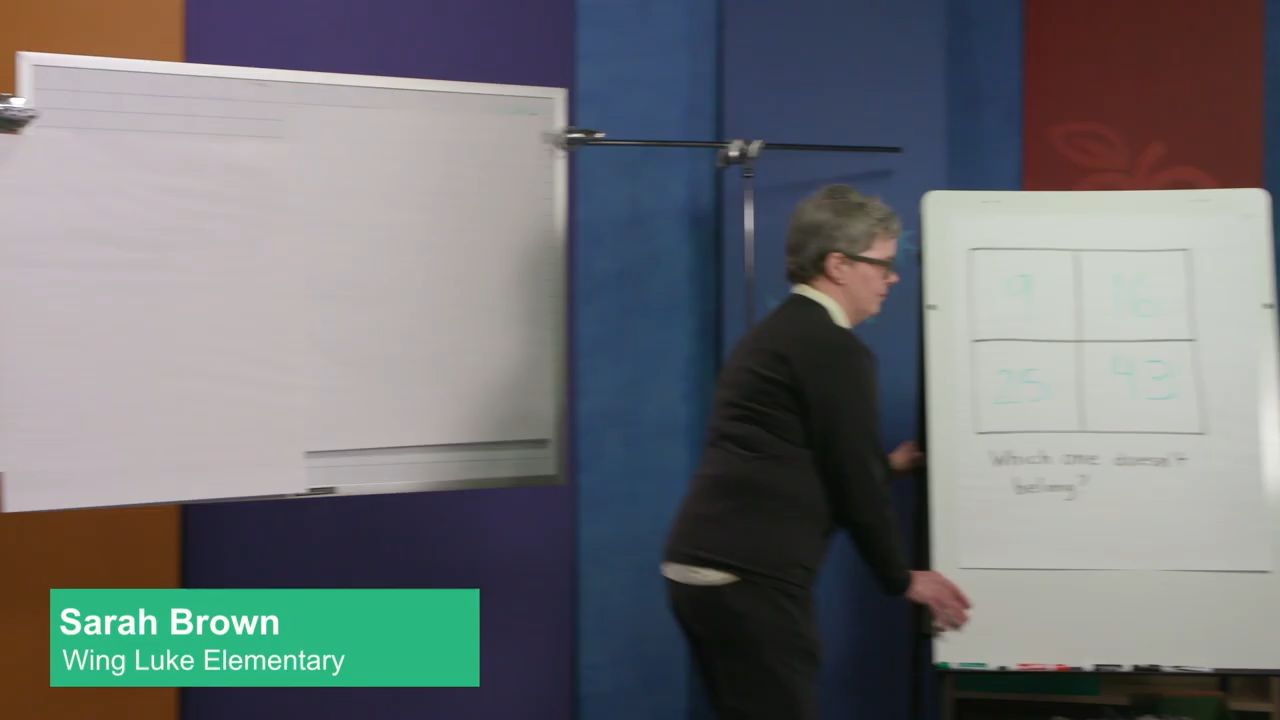 9 16
25 43
Which one doesn't
belong?
Sarah Brown
Wing Luke Elementary